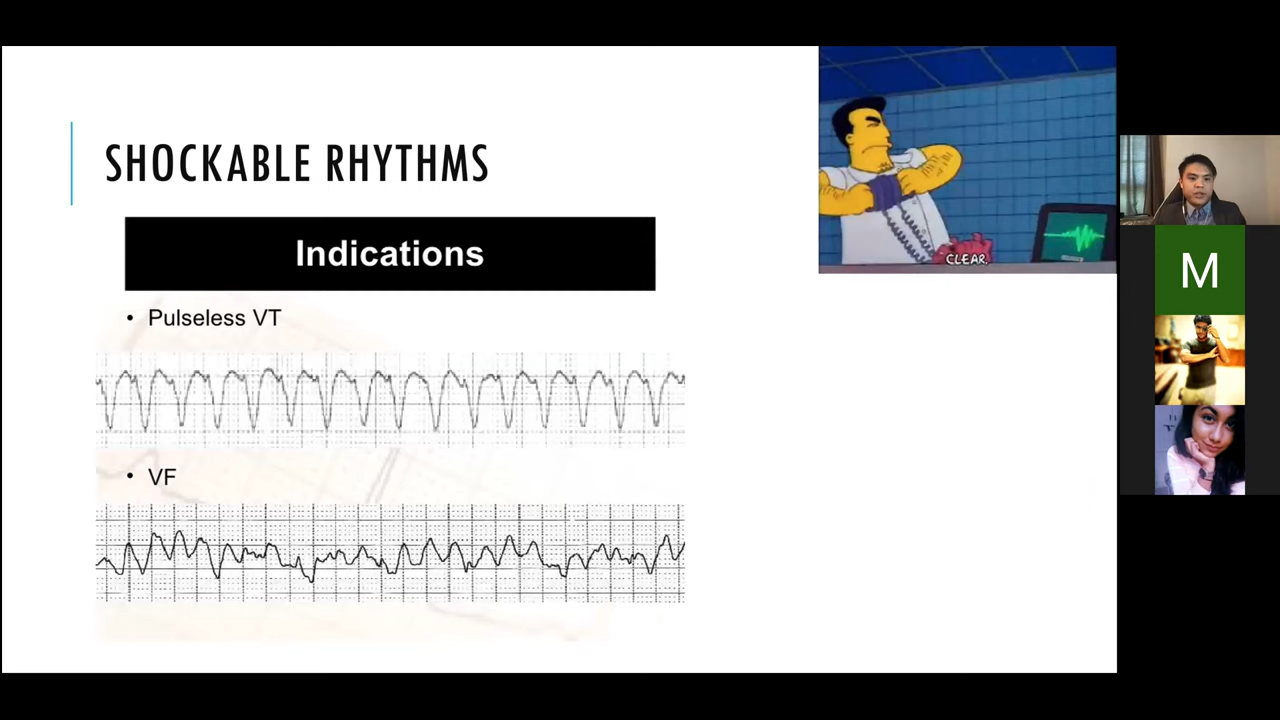 SHOCKABLE RHYTHMS
Indications
• Pulseless VT
• VF
CLEAR.
M